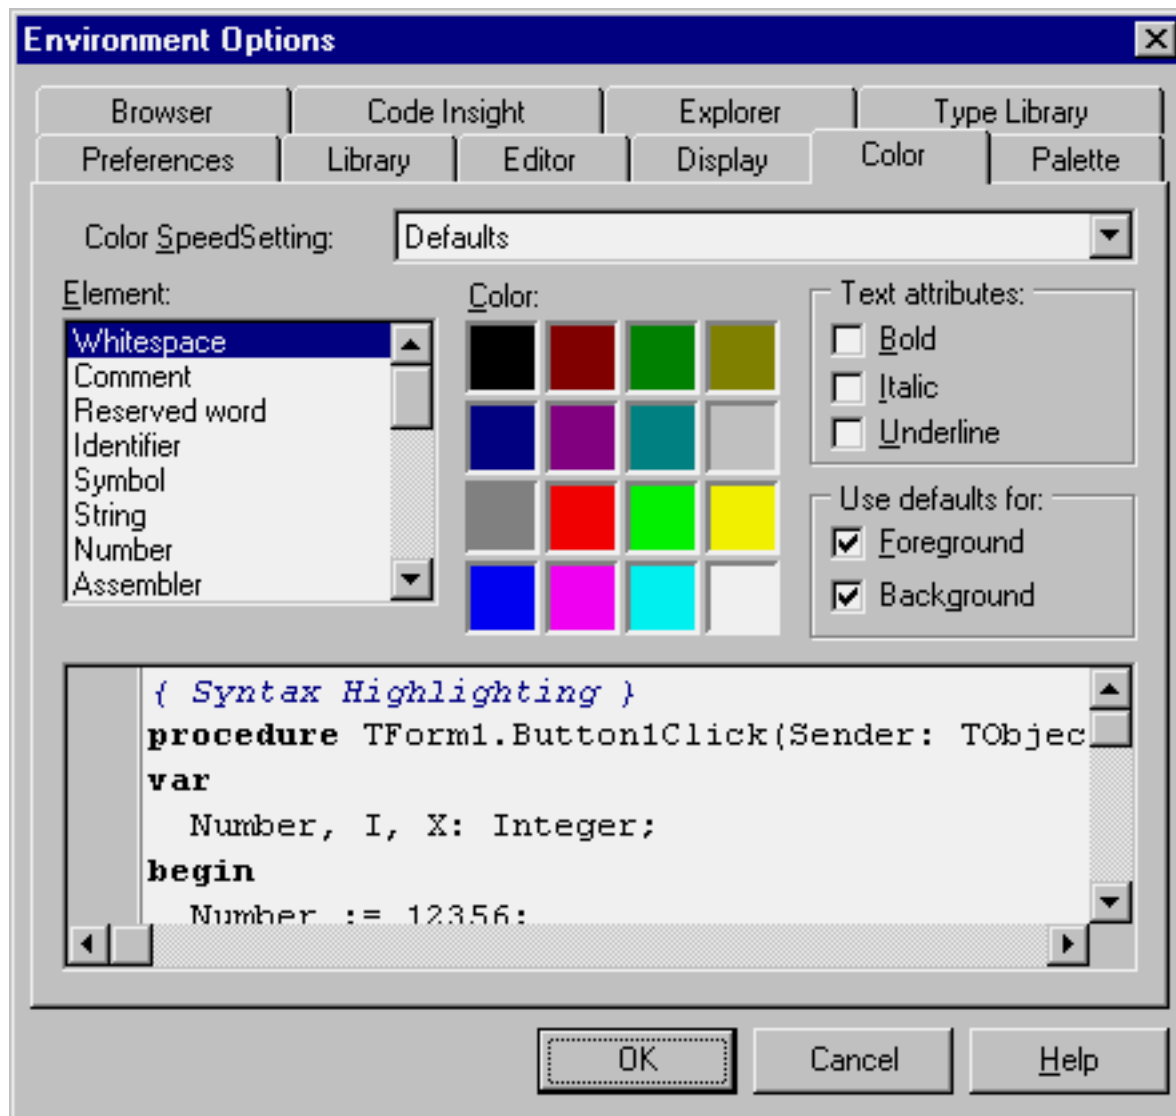 Environment Options
Browser Code Insight Explorer Type Library
Preferences Library Editor Display Color Palette
Color SpeedSetting: Defaults
Element: Color: Text attributes:
Whitespace
Comment
Reserved word
Identifier
Symbol
String
Number
Assembler
Bold
Italic
Underline
Use defaults for:
Foreground
Background
{ Syntax Highlighting }
procedure TForm1.Button1Click(Sender: TObjec
var
Number, I, X: Integer;
begin
Number := 12356;
OK Cancel Help